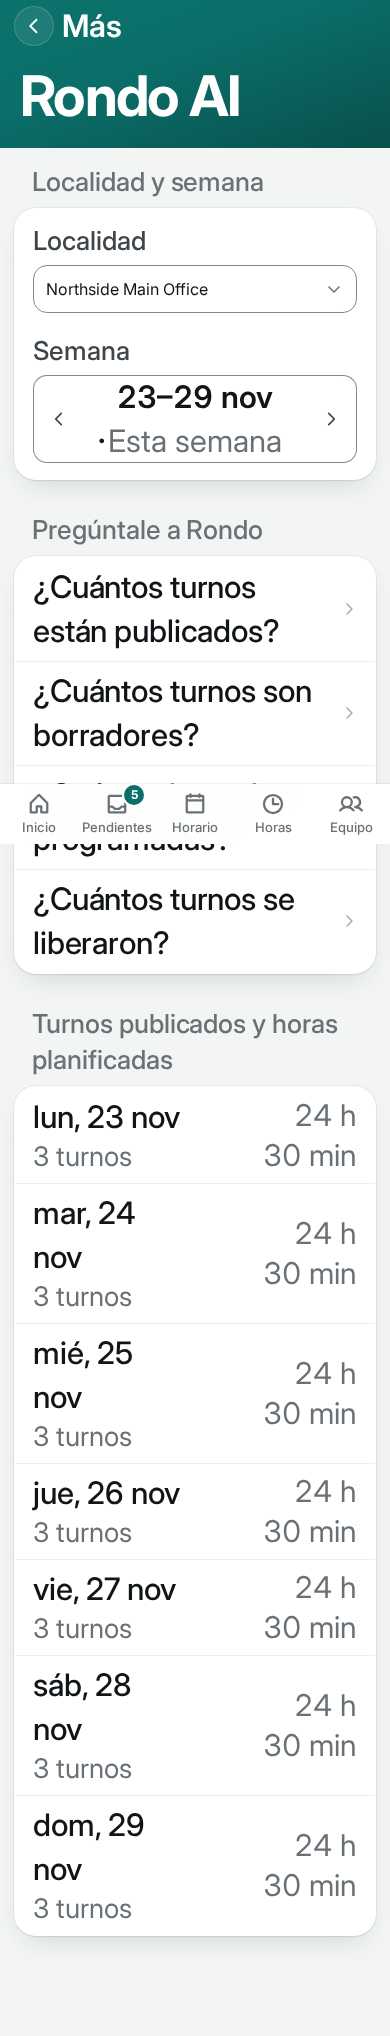 Más
Rondo AI
Localidad y semana
Localidad
Northside Main Office
Semana
23–29 nov
·Esta semana
Pregúntale a Rondo
¿Cuántos turnos
están publicados?
¿Cuántos turnos son
borradores?
5
Inicio
Pendientes
Horario
Horas
Equipo
programadas?
¿Cuántos turnos se
liberaron?
Turnos publicados y horas
planificadas
lun, 23 nov
3 turnos
24 h
30 min
mar, 24
nov
3 turnos
24 h
30 min
mié, 25
nov
3 turnos
24 h
30 min
jue, 26 nov
3 turnos
24 h
30 min
vie, 27 nov
3 turnos
24 h
30 min
sáb, 28
nov
3 turnos
24 h
30 min
dom, 29
nov
3 turnos
24 h
30 min